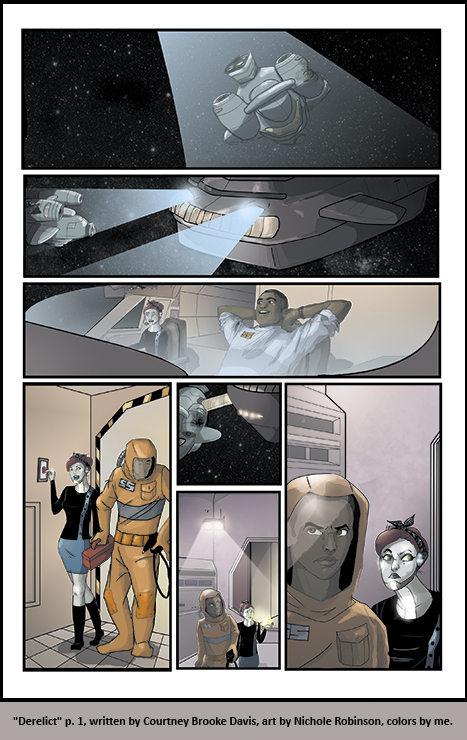 "Derelict" p. 1, written by Courtney Brooke Davis, art by Nichole Robinson, colors by me.